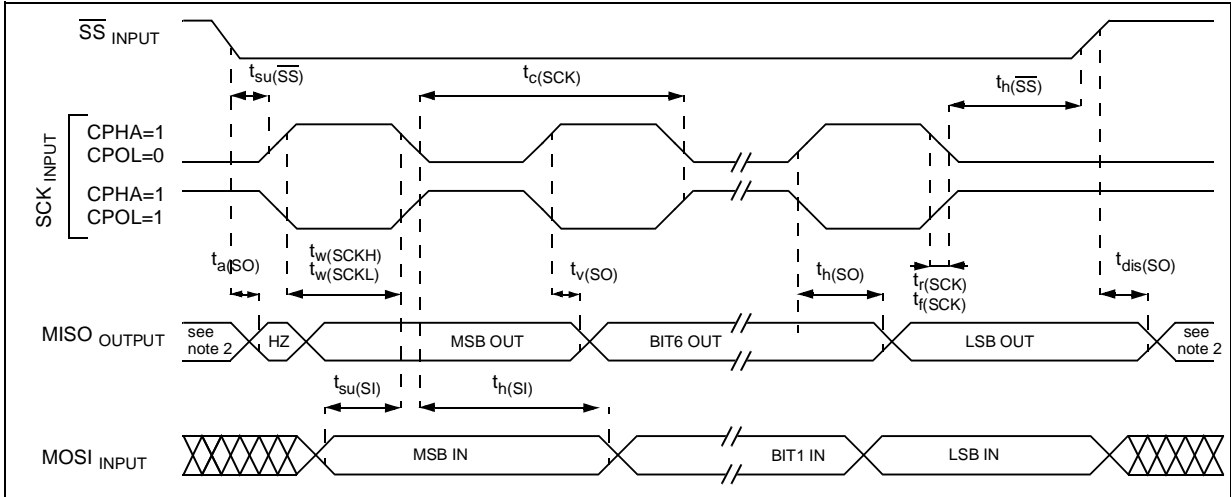 SS INPUT
tsu(SS)
tc(SCK)
th(SS)
SCK INPUT
CPHA=1
CPOL=0
CPHA=1
CPOL=1
ta(SO)
tw(SCKH)
tw(SCKL)
tv(SO)
th(SO)
tr(SCK)
tf(SCK)
tdis(SO)
MISO OUTPUT
see
note 2
HZ
MSB OUT
BIT6 OUT
LSB OUT
see
note 2
tsu(SI)
th(SI)
MOSI INPUT
MSB IN
BIT1 IN
LSB IN